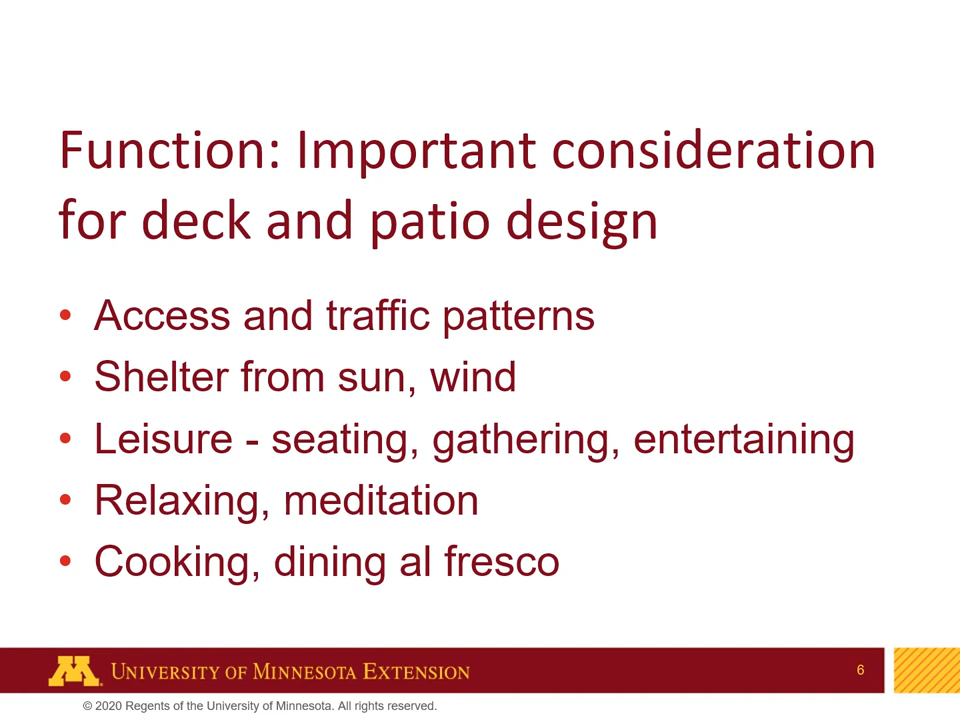 Function: Important consideration
for deck and patio design
• Access and traffic patterns
• Shelter from sun, wind
• Leisure - seating, gathering, entertaining
• Relaxing, meditation
• Cooking, dining al fresco
M UNIVERSITY OF MINNESOTA EXTENSION
6
© 2020 Regents of the University of Minnesota. All rights reserved.